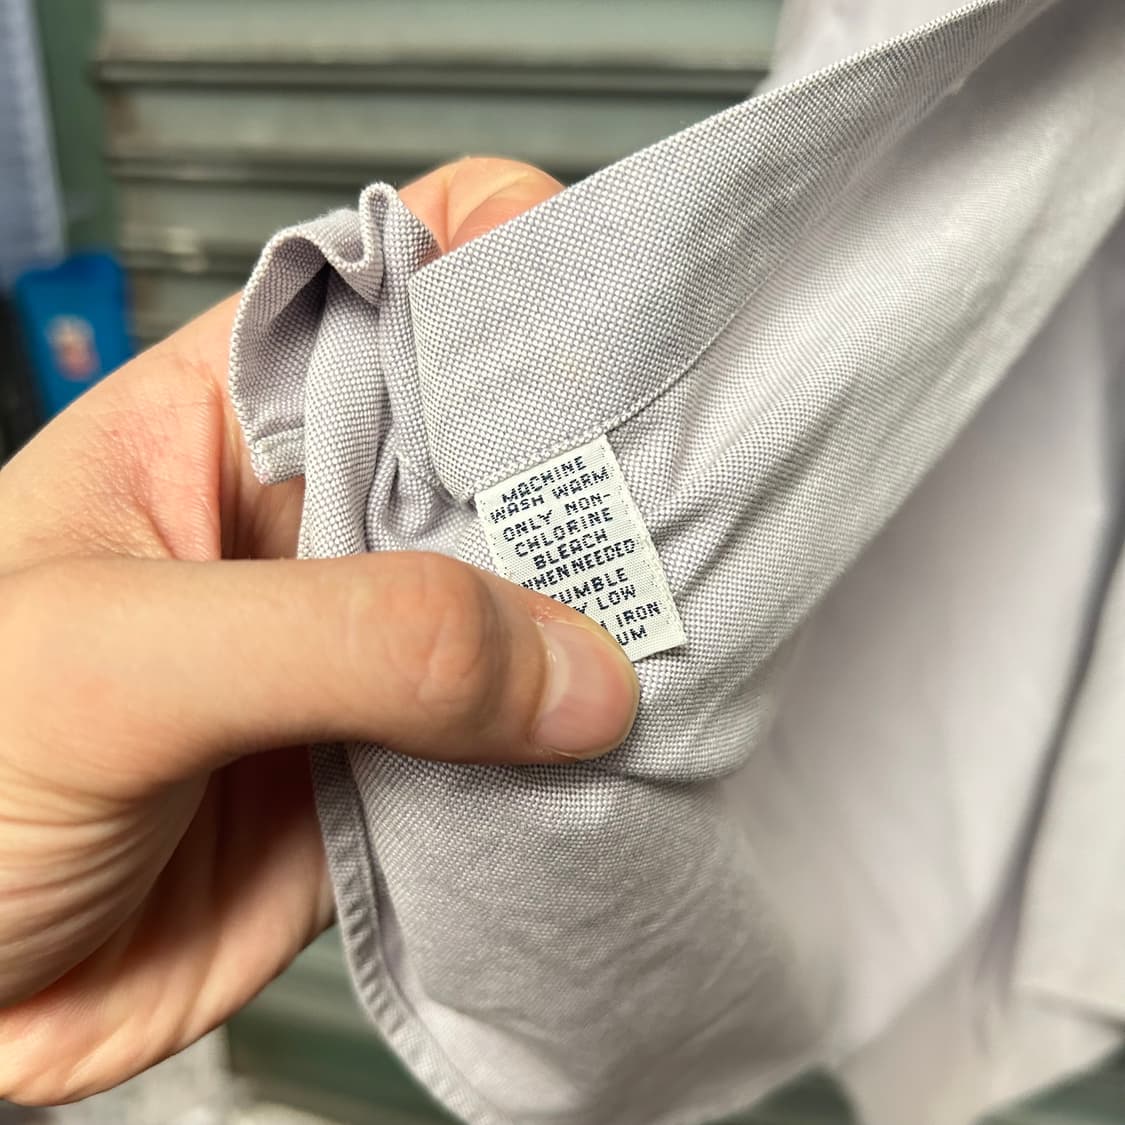 MACHINE
WASH WARM
ONLY NON-
CHLORINE
BLEACH
WHEN NEEDED
TUMBLE
LOW
IRON